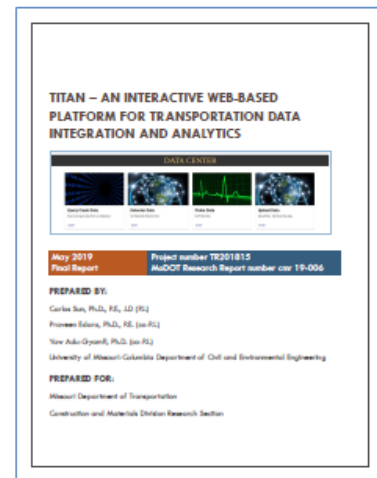 TITAN – AN INTERACTIVE WEB-BASED
PLATFORM FOR TRANSPORTATION DATA
INTEGRATION AND ANALYTICS
DATA CENTER
May 2019
Final Report
Project number TR201815
MoDOT Research Report number cmr 19-006
PREPARED BY:
Carlos Sun, Ph.D., P.E., J.D (P.I.)
Praveen Edara, Ph.D., P.E. (co-P.I.)
Yaw Adu-Gyamfi, Ph.D. (co-P.I.)
University of Missouri-Columbia Department of Civil and Environmental Engineering
PREPARED FOR:
Missouri Department of Transportation
Construction and Materials Division Research Section